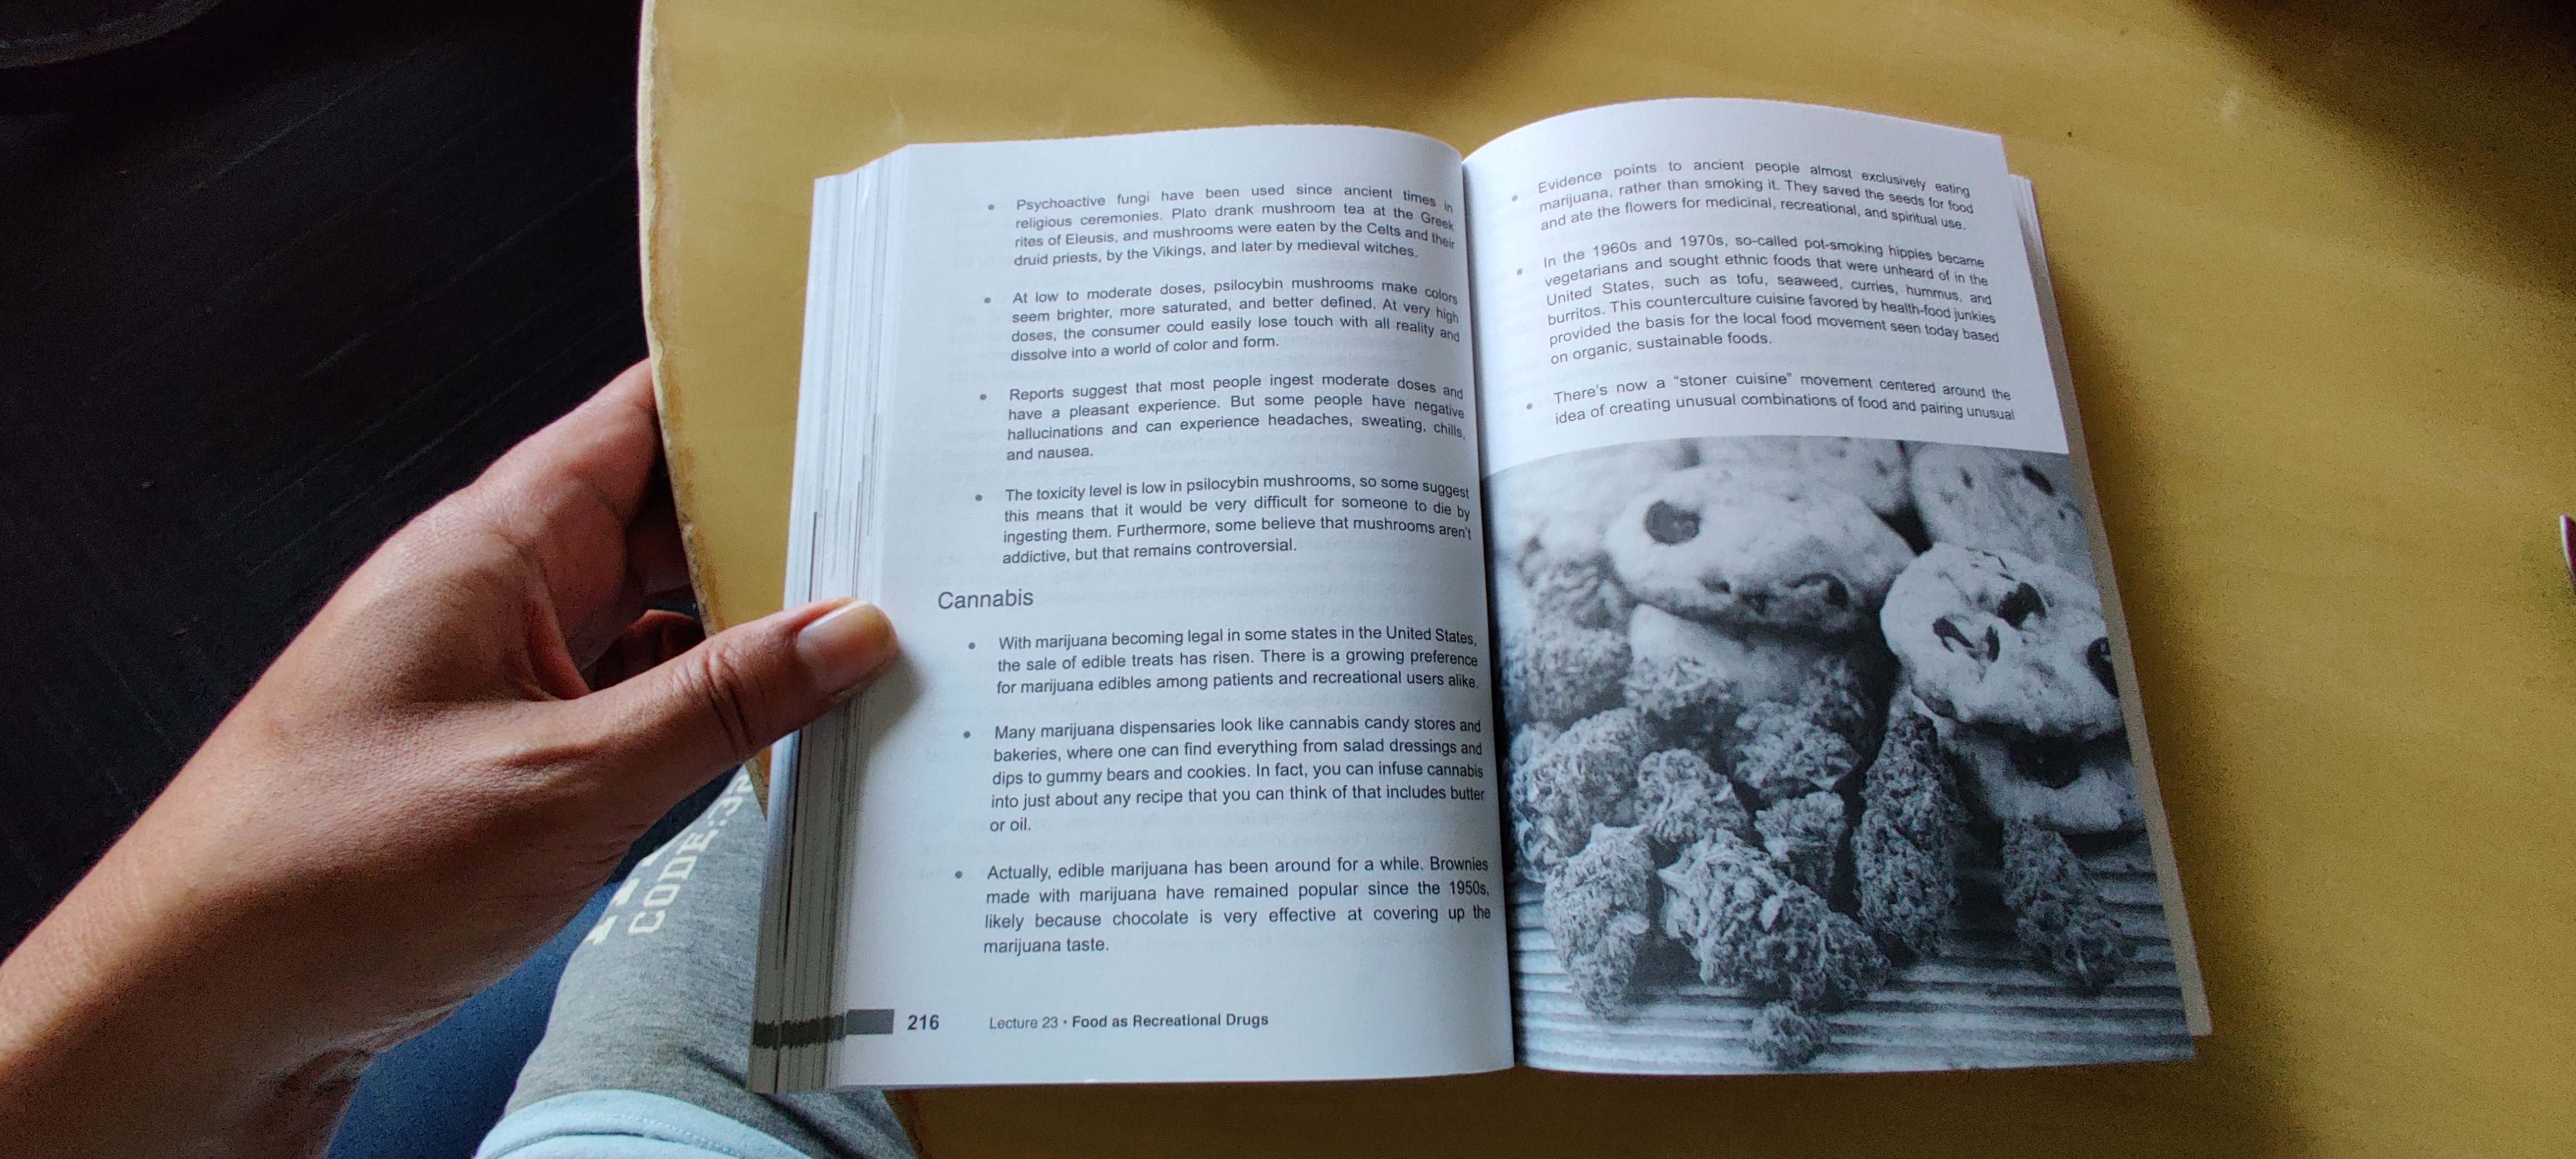 • Psychoactive fungi have been used since ancient times in
religious ceremonies. Plato drank mushroom tea at the Greek
rites of Eleusis, and mushrooms were eaten by the Celts and their
druid priests, by the Vikings, and later by medieval witches.
• At low to moderate doses, psilocybin mushrooms make colors
seem brighter, more saturated, and better defined. At very high
doses, the consumer could easily lose touch with all reality and
dissolve into a world of color and form.
• Reports suggest that most people ingest moderate doses and
have a pleasant experience. But some people have negative
hallucinations and can experience headaches, sweating, chills,
and nausea.
• The toxicity level is low in psilocybin mushrooms, so some suggest
this means that it would be very difficult for someone to die by
ingesting them. Furthermore, some believe that mushrooms aren't
addictive, but that remains controversial.
Cannabis
• With marijuana becoming legal in some states in the United States,
the sale of edible treats has risen. There is a growing preference
for marijuana edibles among patients and recreational users alike.
• Many marijuana dispensaries look like cannabis candy stores and
bakeries, where one can find everything from salad dressings and
dips to gummy bears and cookies. In fact, you can infuse cannabis
into just about any recipe that you can think of that includes butter
or oil.
• Actually, edible marijuana has been around for a while. Brownies
made with marijuana have remained popular since the 1950s,
likely because chocolate is very effective at covering up the
marijuana taste.
216 Lecture 23 • Food as Recreational Drugs
• Evidence points to ancient people almost exclusively eating
marijuana, rather than smoking it. They saved the seeds for food
and ate the flowers for medicinal, recreational, and spiritual use.
• In the 1960s and 1970s, so-called pot-smoking hippies became
vegetarians and sought ethnic foods that were unheard of in the
United States, such as tofu, seaweed, curries, hummus, and
burritos. This counterculture cuisine favored by health-food junkies
provided the basis for the local food movement seen today based
on organic, sustainable foods.
• There's now a "stoner cuisine" movement centered around the
idea of creating unusual combinations of food and pairing unusual
CODE: